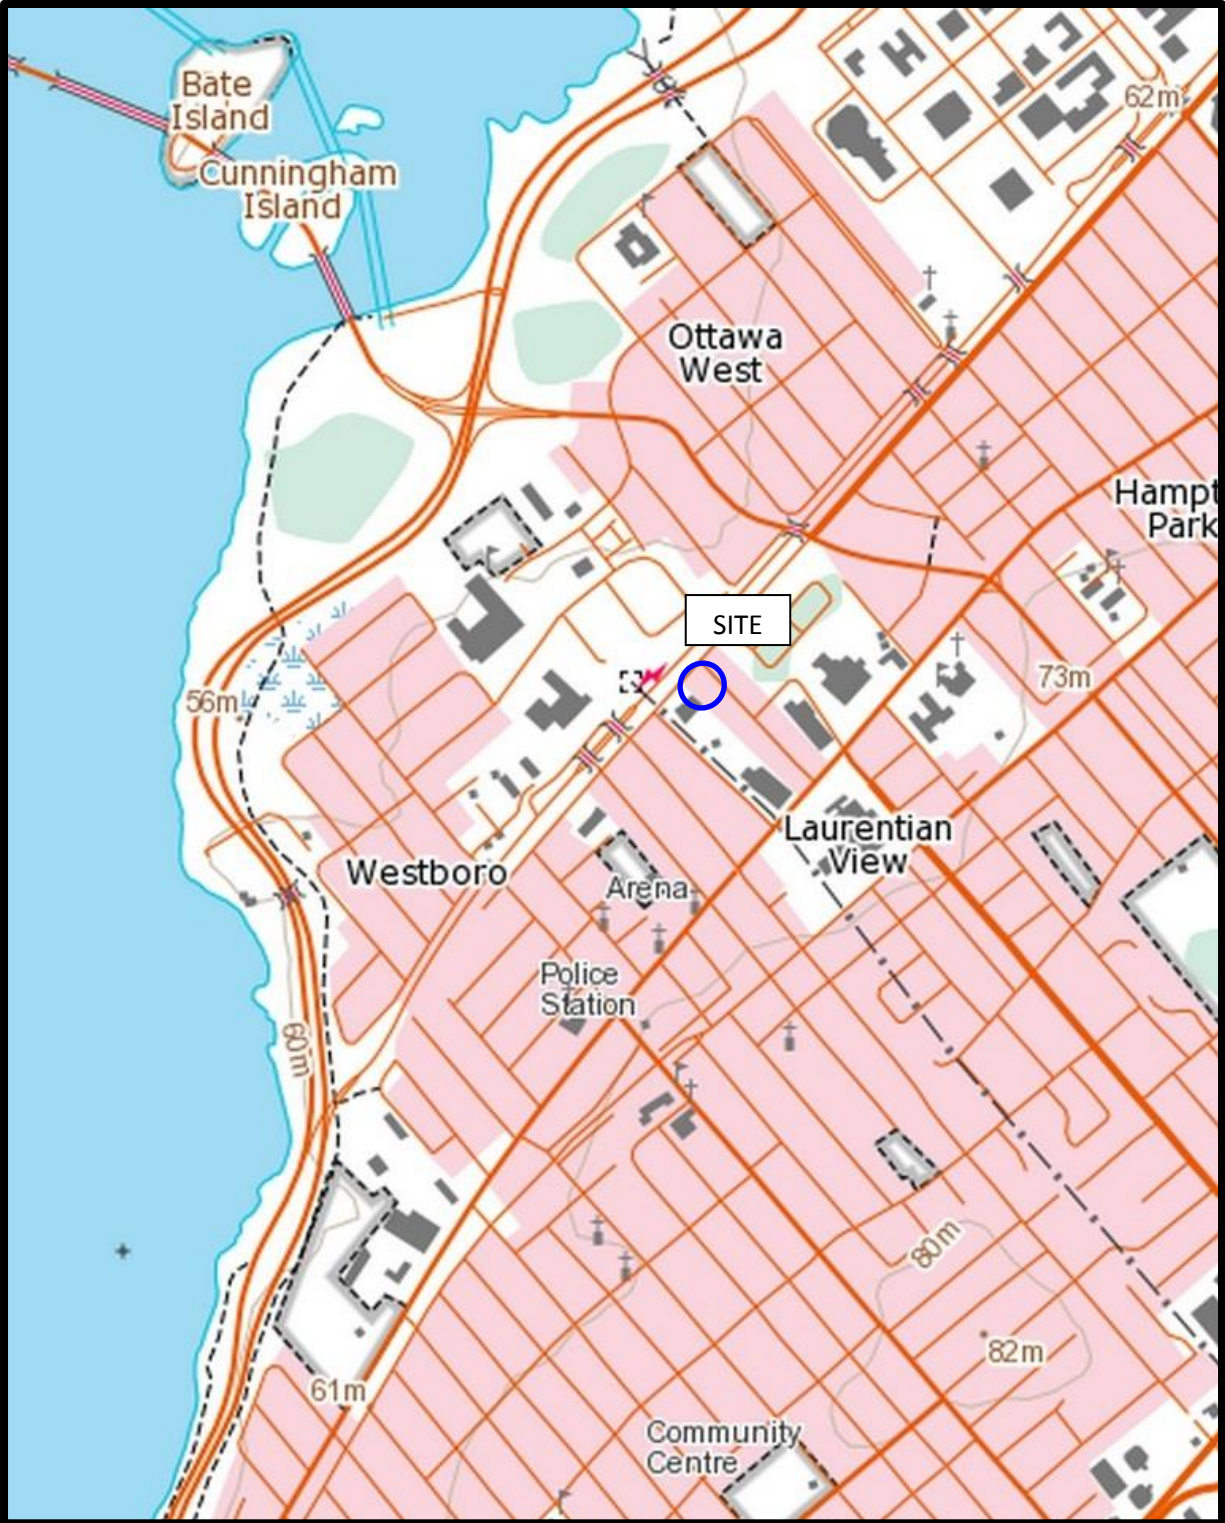 Bate
Island
62m
Cunningham
Island
Ottawa
West
Hampt
Park
SITE
73m
56m
Laurentian
View
Westboro
Arena
Police
Station
60m
80m
82m
61m
Community
Centre